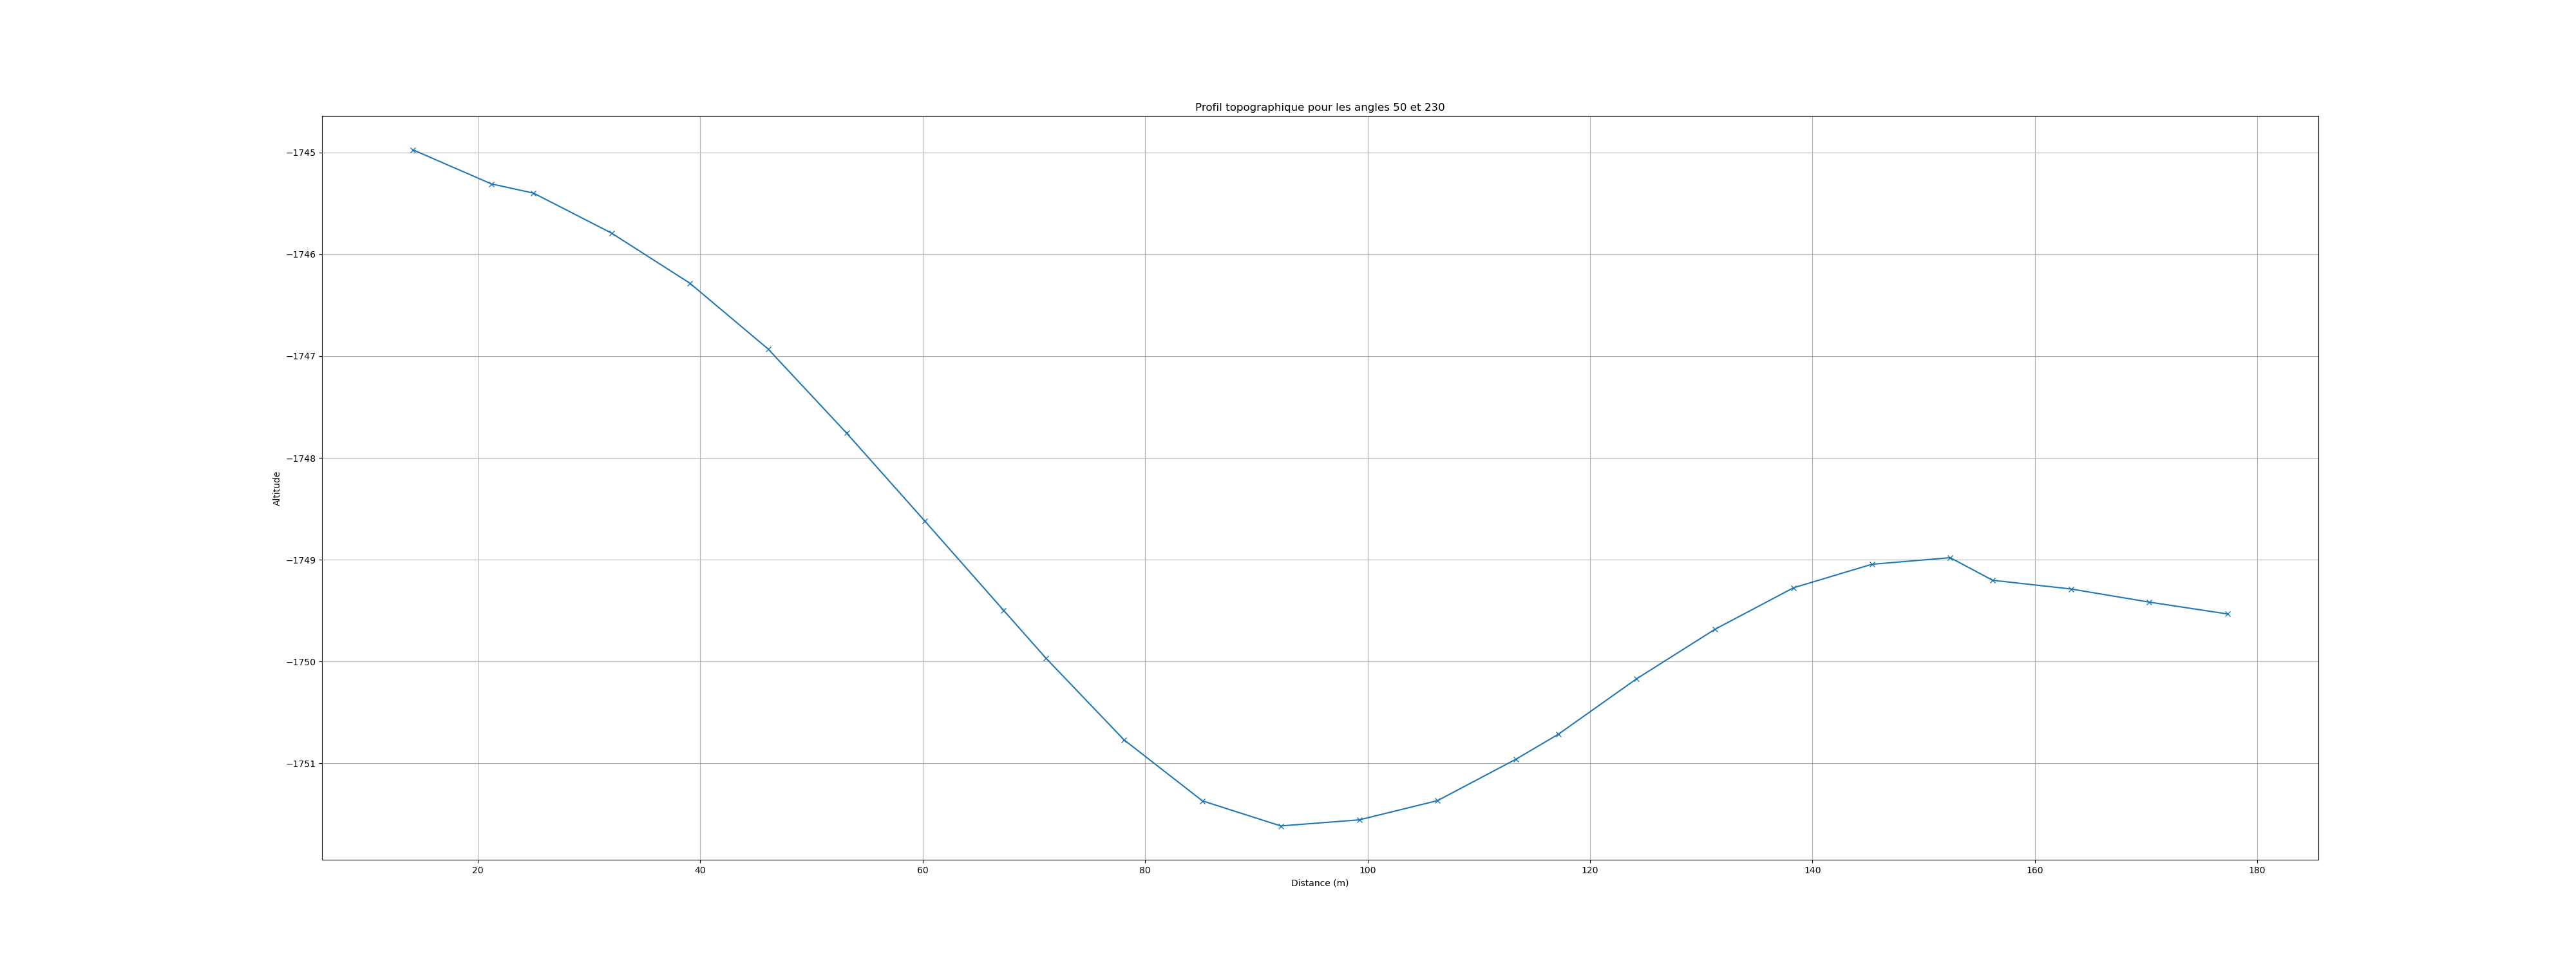 Profil topographique pour les angles 50 et 230
−1745
−1746
−1747
−1748
−1749
−1750
−1751
Altitude
20 40 60 80 100 120 140 160 180
Distance (m)